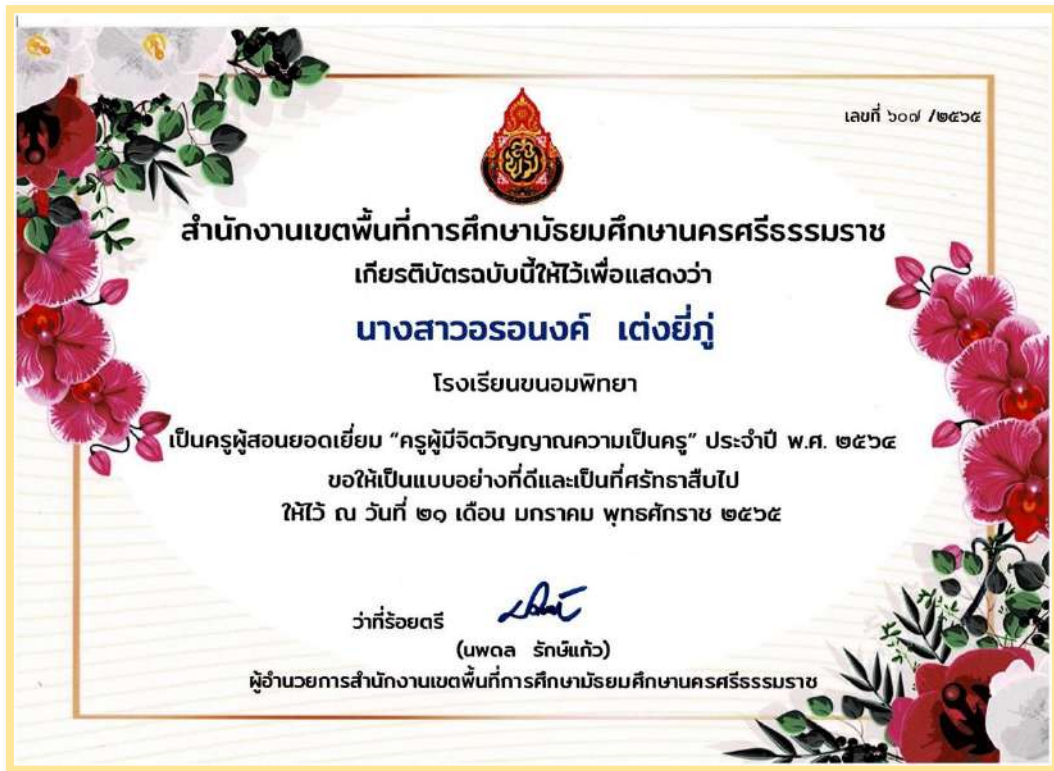 เลขที่ ๖๐๗ /๒๕๖๕
สำนักงานเขตพื้นที่การศึกษามัธยมศึกษานครศรีธรรมราช
เกียรติบัตรฉบับนี้ให้ไว้เพื่อแสดงว่า
นางสาวอรอนงค์ เต่งยี่ภู่
โรงเรียนขนอมพิทยา
เป็นครูผู้สอนยอดเยี่ยม “ครูผู้มีจิตวิญญาณความเป็นครู” ประจำปี พ.ศ. ๒๕๖๔
ขอให้เป็นแบบอย่างที่ดีและเป็นที่ศรัทธาสืบไป
ให้ไว้ ณ วันที่ ๒๑ เดือน มกราคม พุทธศักราช ๒๕๖๕
ว่าที่ร้อยตรี
(นพดล รักษ์แก้ว)
ผู้อำนวยการสำนักงานเขตพื้นที่การศึกษามัธยมศึกษานครศรีธรรมราช